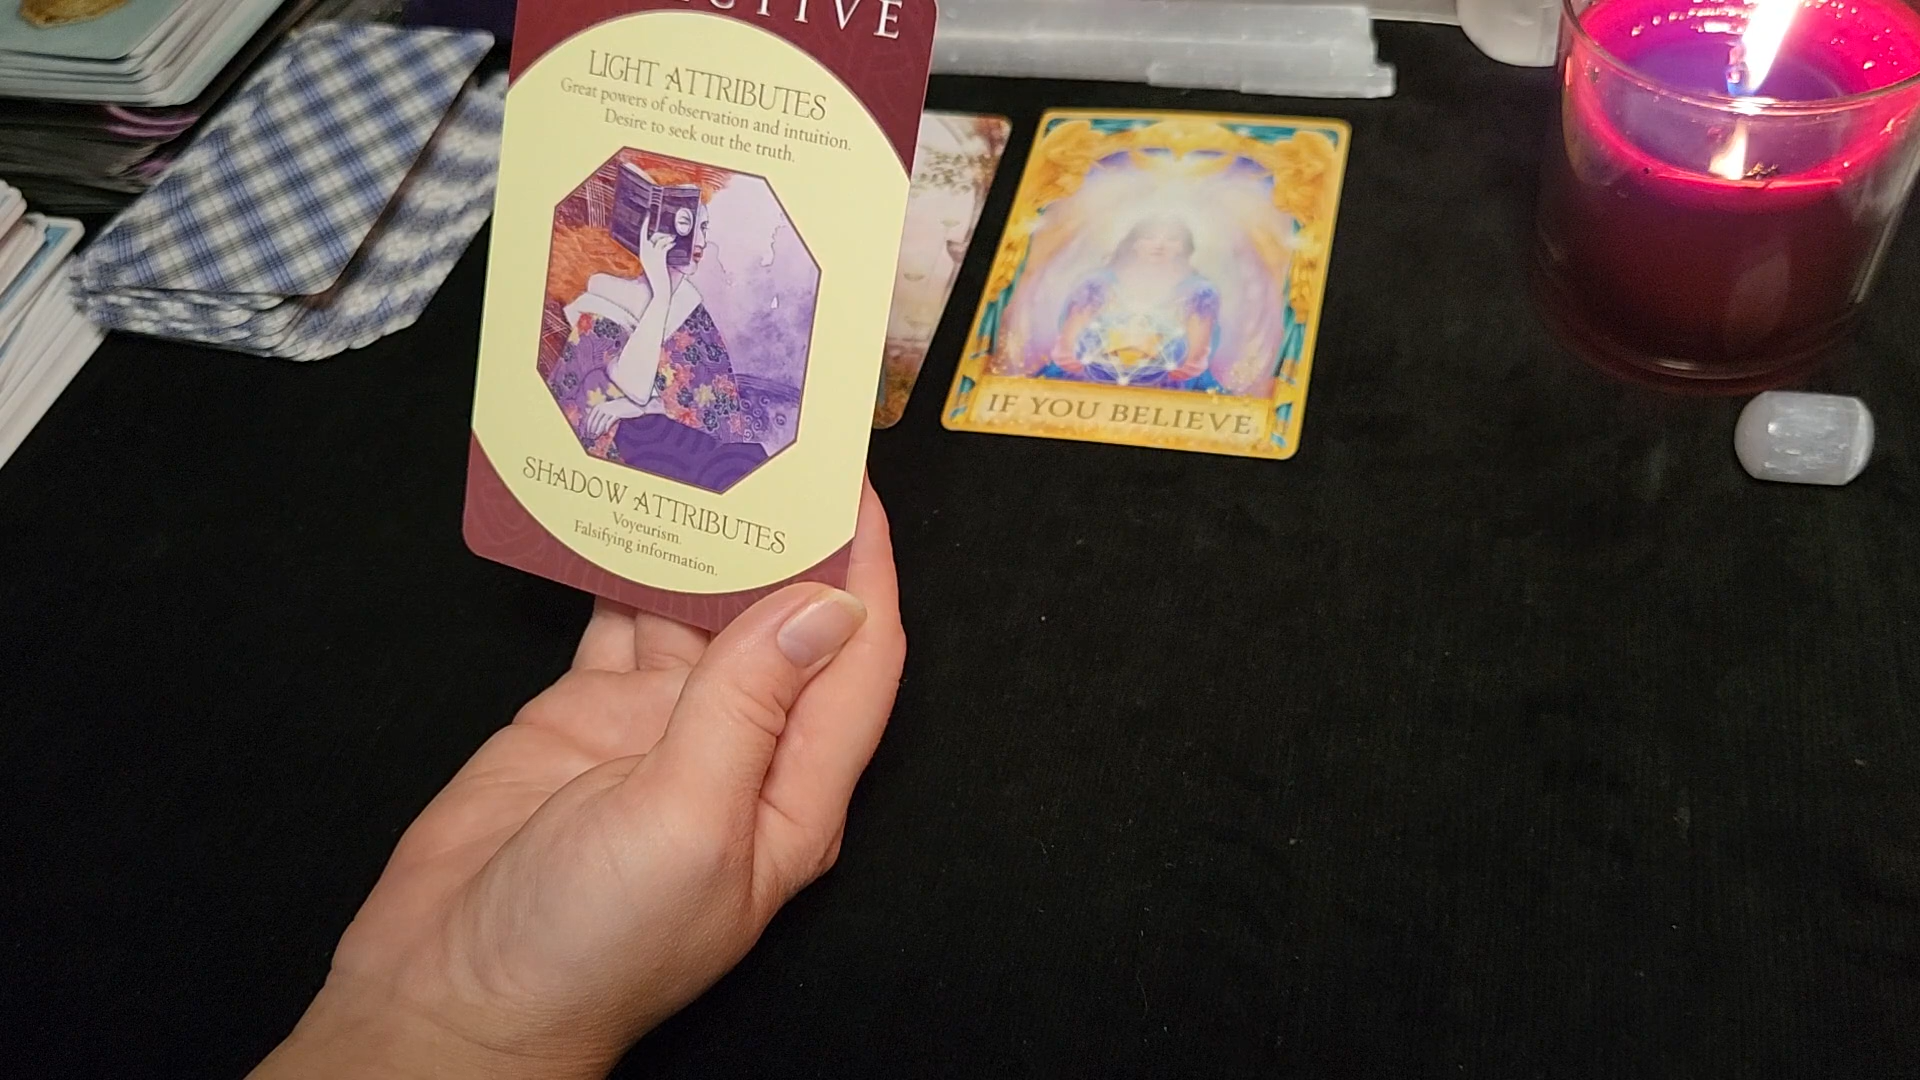 CTIVE
LIGHT ATTRIBUTES
Great powers of observation and intuition.
Desire to seek out the truth.
SHADOW ATTRIBUTES
Voyeurism.
Falsifying information.
IF YOU BELIEVE